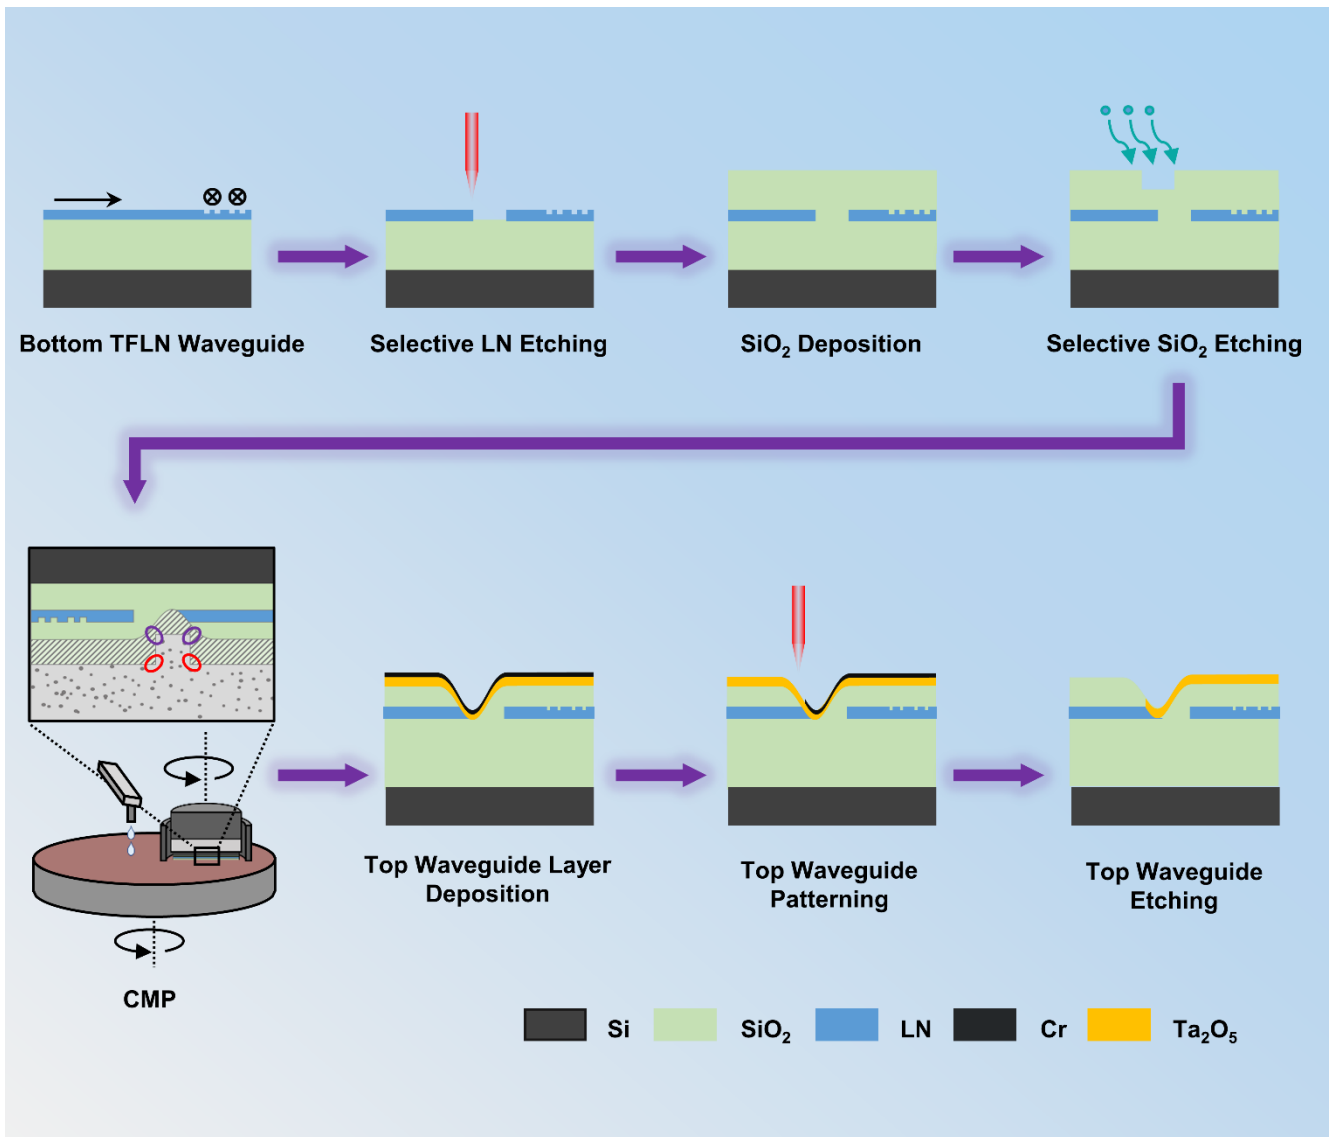 Bottom TFLN Waveguide
Selective LN Etching
SiO₂ Deposition
Selective SiO₂ Etching
CMP
Top Waveguide Layer
Deposition
Top Waveguide
Patterning
Top Waveguide
Etching
Si
SiO₂
LN
Cr
Ta₂O₅